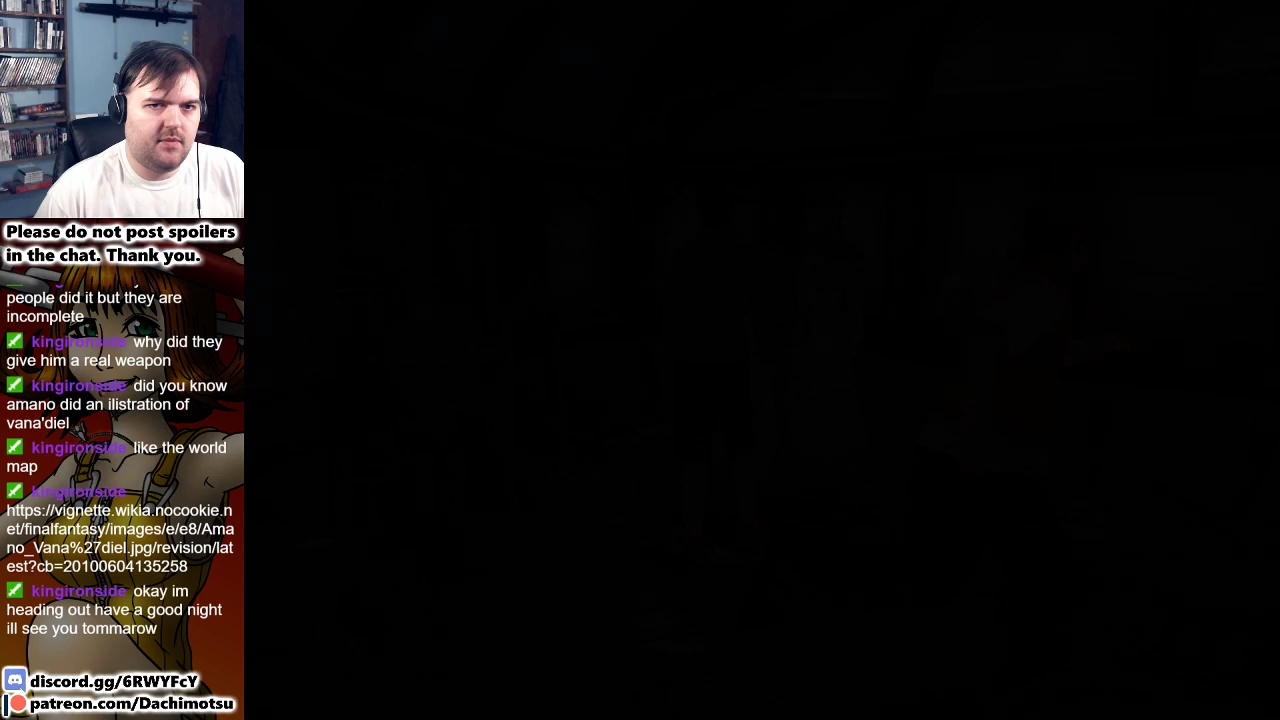 Please do not post spoilers
in the chat. Thank you.
people did it but they are
incomplete
kingironside why did they
give him a real weapon
kingironside did you know
amano did an ilistration of
vana'diel
kingironside like the world
map
kingironside
https://vignette.wikia.nocookie.n
et/finalfantasy/images/e/e8/Ama
no_Vana%27diel.jpg/revision/lat
est?cb=20100604135258
kingironside okay im
heading out have a good night
ill see you tommarow
discord.gg/6RWYFcY
patreon.com/Dachimotsu